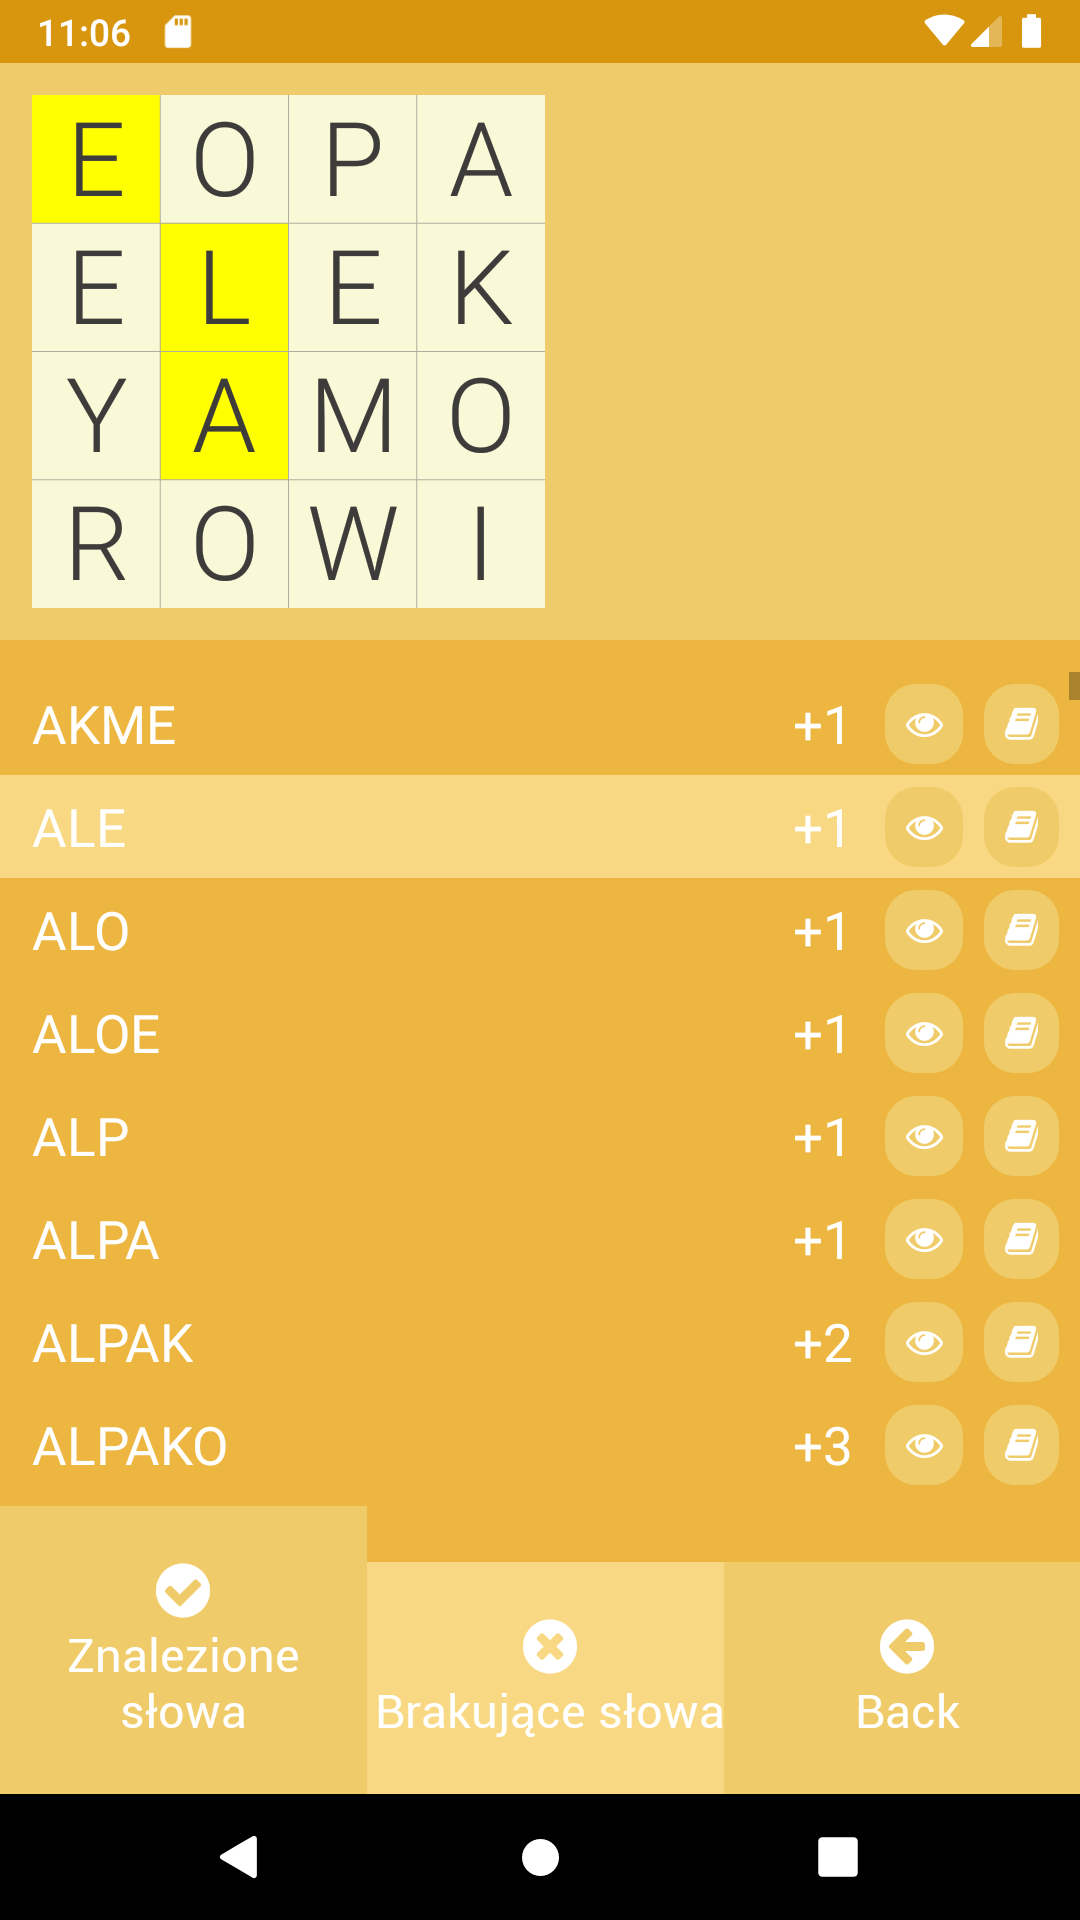 11:06
E O P A
E L E K
Y A M O
R O W I
AKME +1
ALE +1
ALO +1
ALOE +1
ALP +1
ALPA +1
ALPAK +2
ALPAKO +3
Znalezione
słowa
Brakujące słowa
Back